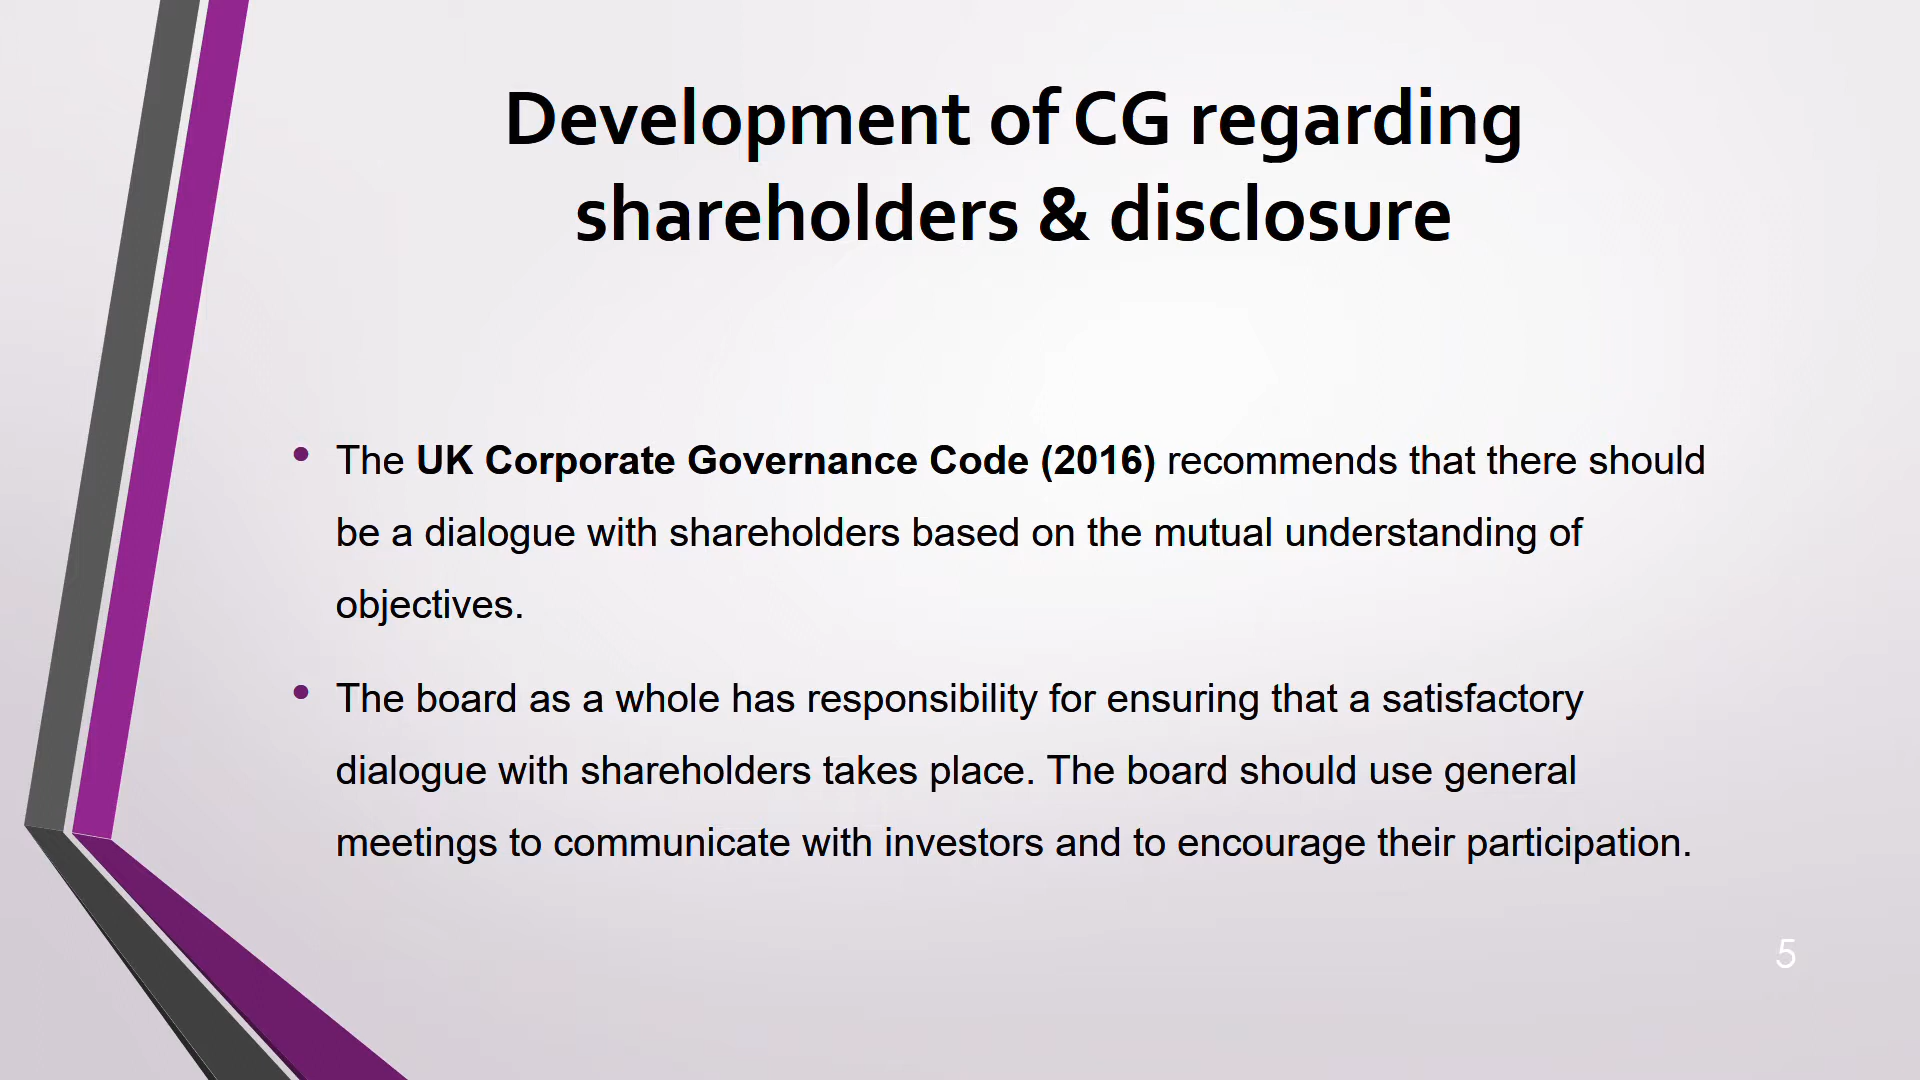 Development of CG regarding
shareholders & disclosure
• The UK Corporate Governance Code (2016) recommends that there should
be a dialogue with shareholders based on the mutual understanding of
objectives.
• The board as a whole has responsibility for ensuring that a satisfactory
dialogue with shareholders takes place. The board should use general
meetings to communicate with investors and to encourage their participation.
5